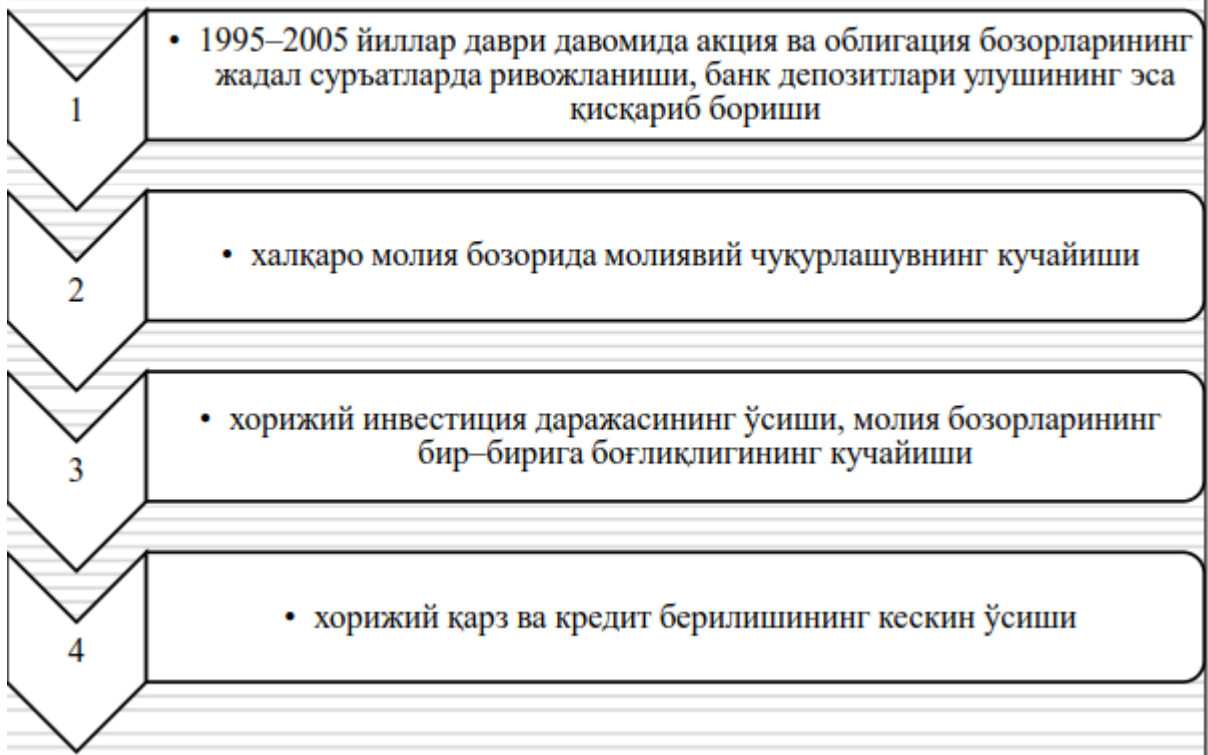 1
• 1995–2005 йиллар даври давомида акция ва облигация бозорларининг
жадал суръатларда ривожланиши, банк депозитлари улушининг эса
қисқариб бориши
2
• халқаро молия бозорида молиявий чуқурлашувнинг кучайиши
3
• хорижий инвестиция даражасининг ўсиши, молия бозорларининг
бир–бирига боғлиқлигининг кучайиши
4
• хорижий қарз ва кредит берилишининг кескин ўсиши